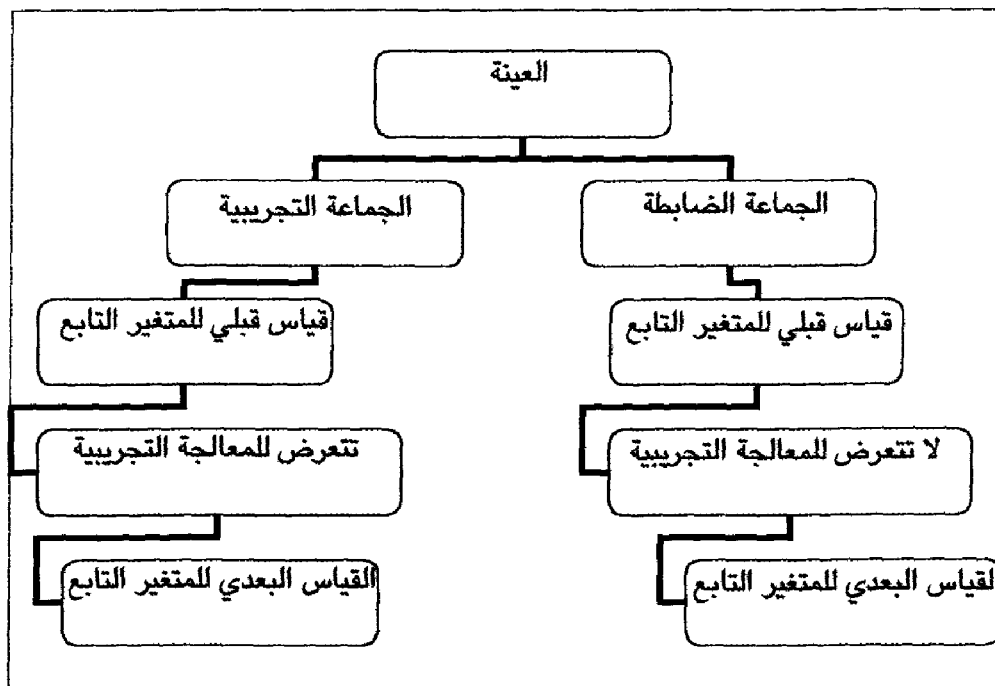 العينة
الجماعة الضابطة
الجماعة التجريبية
قياس قبلي للمتغير التابع
قياس قبلي للمتغير التابع
لا تتعرض للمعالجة التجريبية
تتعرض للمعالجة التجريبية
لقياس البعدي للمتغير التابع
القياس البعدي للمتغير التابع